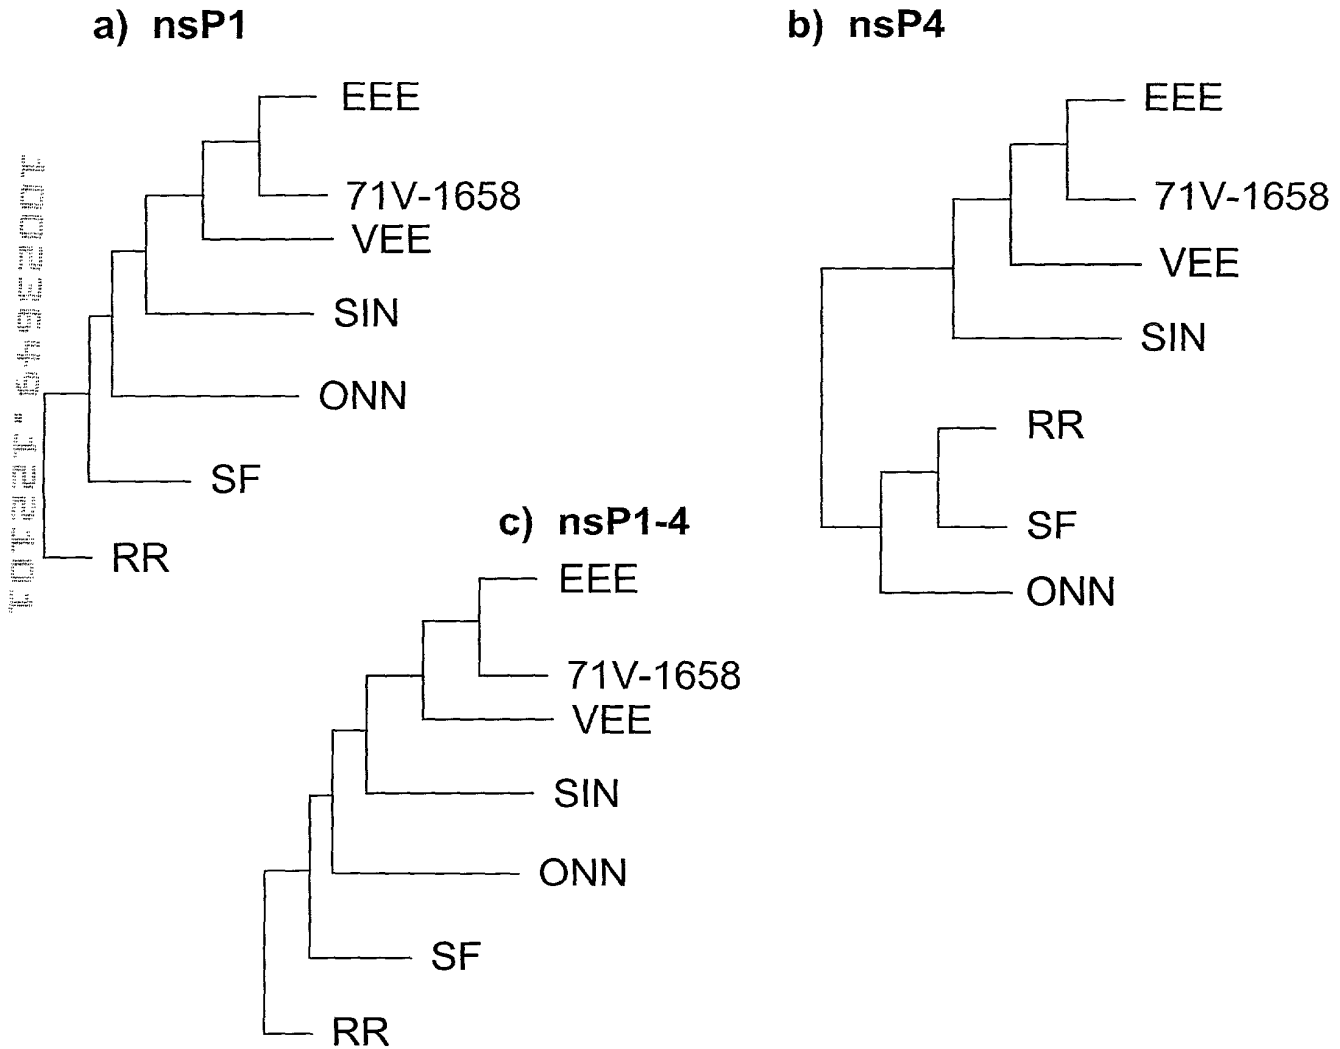 a) nsP1
EEE
71V-1658
VEE
SIN
ONN
SF
RR
b) nsP4
EEE
71V-1658
VEE
SIN
RR
SF
ONN
c) nsP1-4
EEE
71V-1658
VEE
SIN
ONN
SF
RR